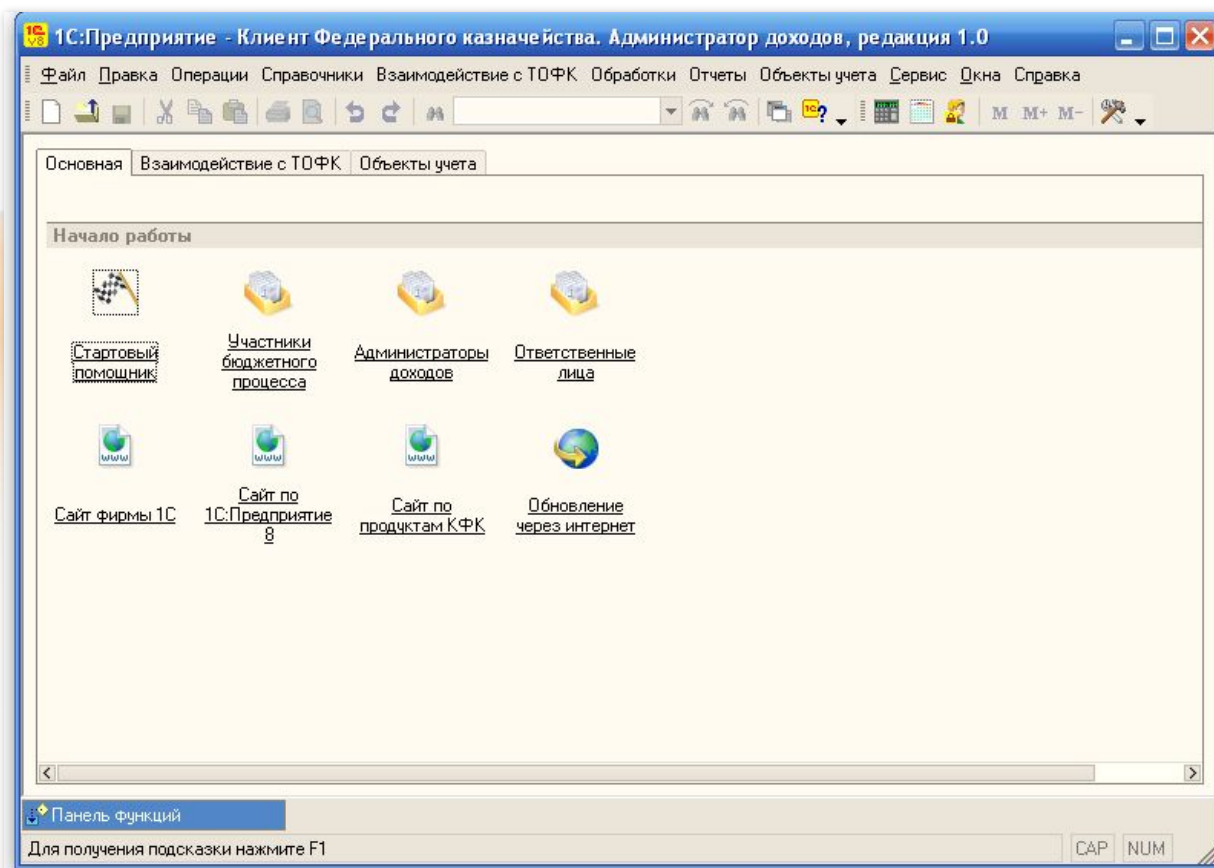 1С:Предприятие - Клиент Федерального казначейства. Администратор доходов, редакция 1.0
Файл Правка Операции Справочники Взаимодействие с ТОФК Обработки Отчеты Объекты учета Сервис Окна Справка
M M+ M-
Основная Взаимодействие с ТОФК Объекты учета
Начало работы
Стартовый
помощник
Участники
бюджетного
процесса
Администраторы
доходов
Ответственные
лица
www
www
www
Сайт фирмы 1С
Сайт по
1С:Предприятие
8
Сайт по
продуктам КФК
Обновление
через интернет
Панель функций
Для получения подсказки нажмите F1
CAP NUM